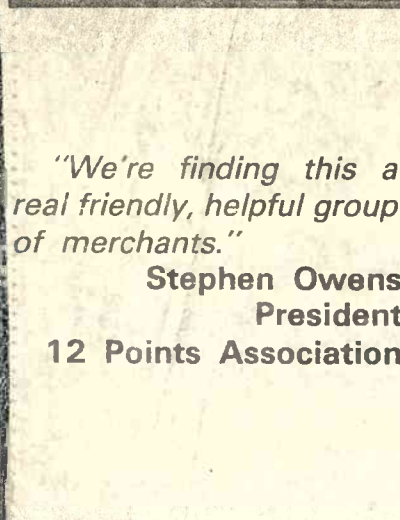 "We're finding this a
real friendly, helpful group
of merchants."
Stephen Owens
President
12 Points Association